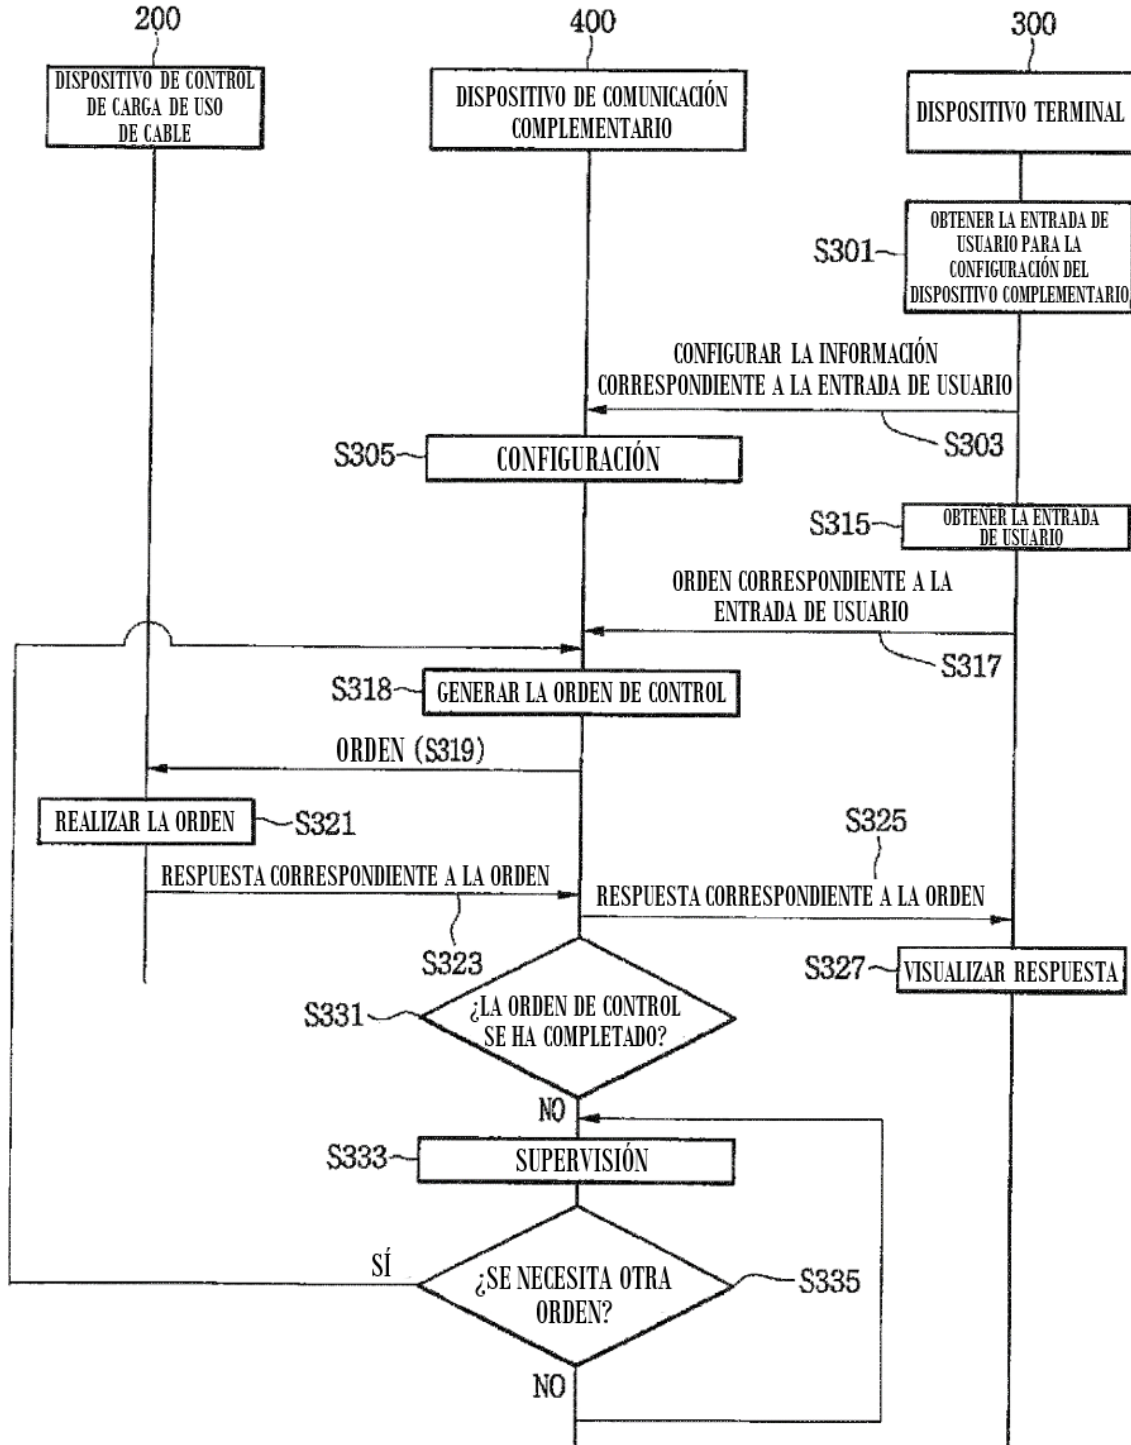 200
400
300
DISPOSITIVO DE CONTROL
DE CARGA DE USO
DE CABLE
DISPOSITIVO DE COMUNICACIÓN
COMPLEMENTARIO
DISPOSITIVO TERMINAL
S301
OBTENER LA ENTRADA DE
USUARIO PARA LA
CONFIGURACIÓN DEL
DISPOSITIVO COMPLEMENTARIO
CONFIGURAR LA INFORMACIÓN
CORRESPONDIENTE A LA ENTRADA DE USUARIO
S303
S305
CONFIGURACIÓN
S315
OBTENER LA ENTRADA
DE USUARIO
ORDEN CORRESPONDIENTE A LA
ENTRADA DE USUARIO
S317
S318
GENERAR LA ORDEN DE CONTROL
ORDEN (S319)
REALIZAR LA ORDEN
S321
S325
RESPUESTA CORRESPONDIENTE A LA ORDEN
RESPUESTA CORRESPONDIENTE A LA ORDEN
S323
S327
VISUALIZAR RESPUESTA
S331
¿LA ORDEN DE CONTROL
SE HA COMPLETADO?
NO
S333
SUPERVISIÓN
SÍ
¿SE NECESITA OTRA
ORDEN?
S335
NO